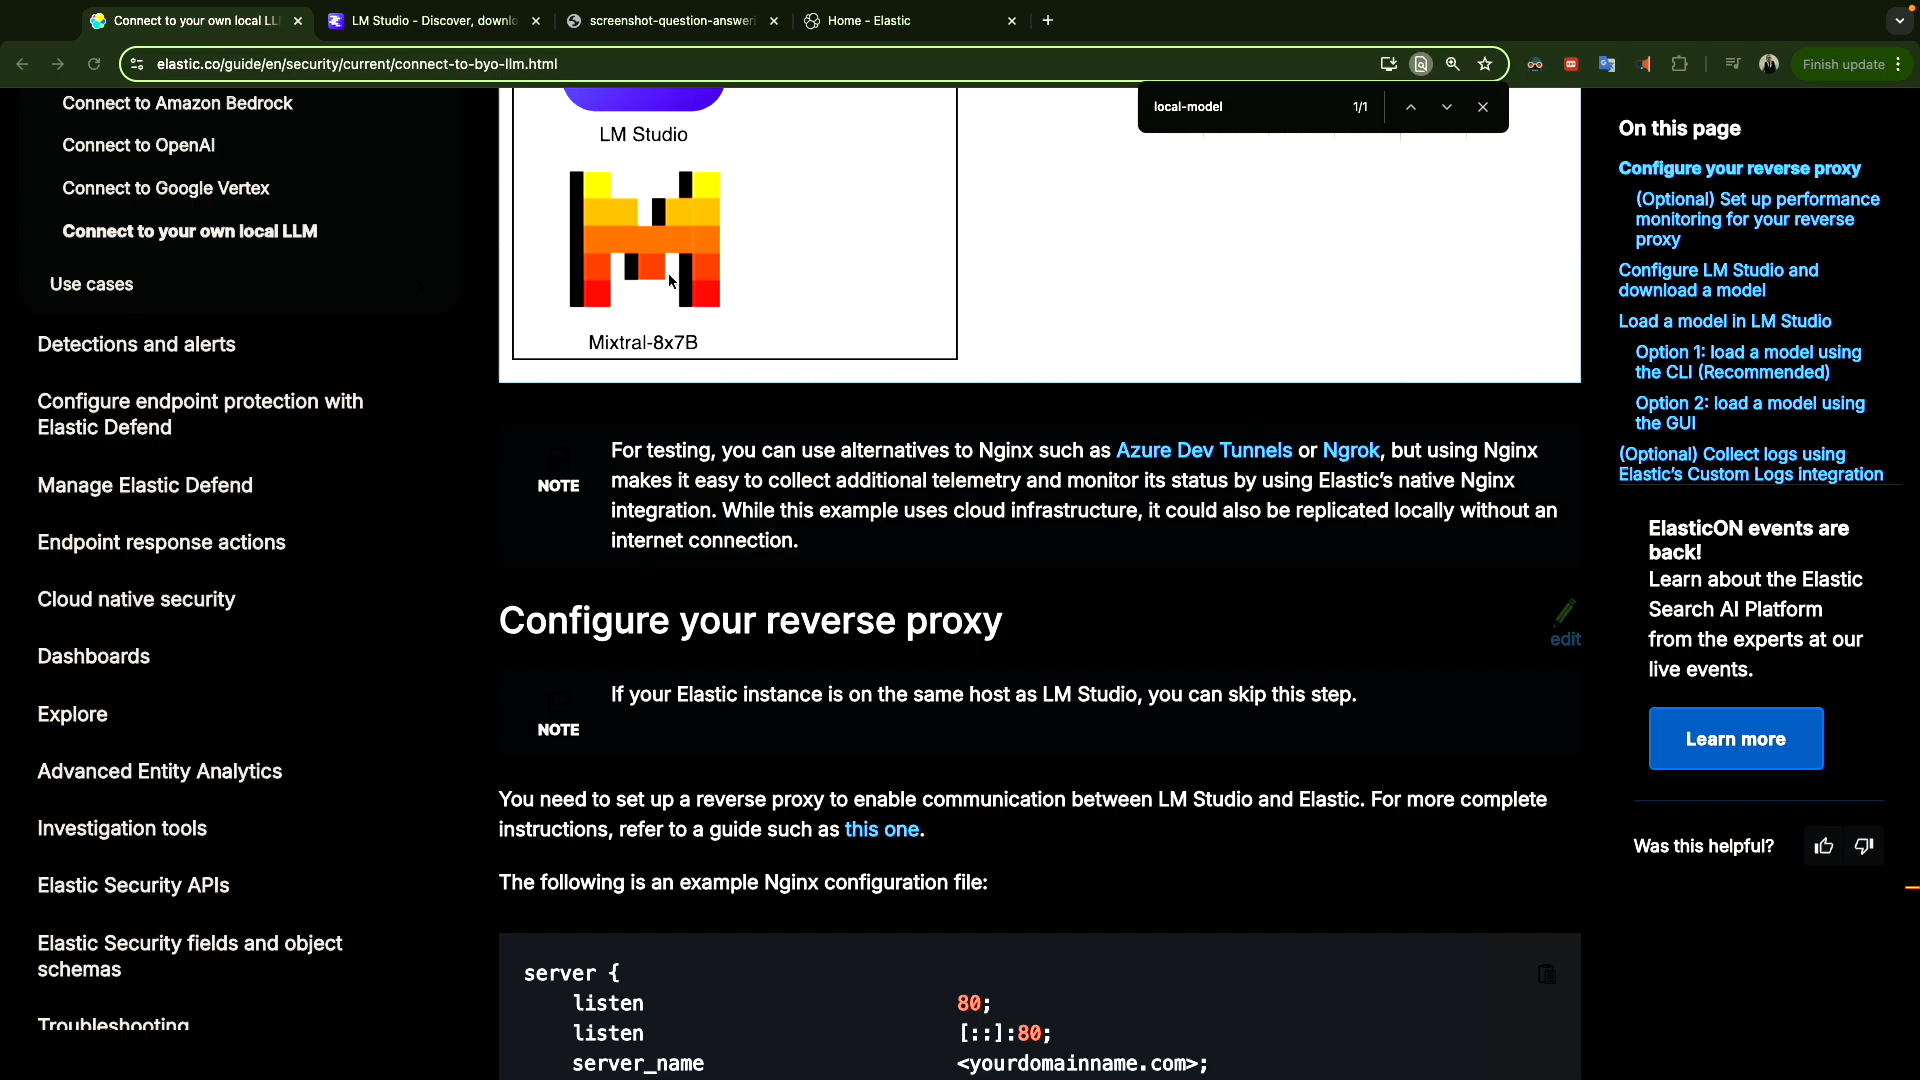 Connect to your own local LL
LM Studio - Discover, downlo
screenshot-question-answeri
Home - Elastic
elastic.co/guide/en/security/current/connect-to-byo-llm.html
Finish update
local-model
1/1
Connect to Amazon Bedrock
Connect to OpenAI
Connect to Google Vertex
Connect to your own local LLM
Use cases
Detections and alerts
Configure endpoint protection with
Elastic Defend
Manage Elastic Defend
Endpoint response actions
Cloud native security
Dashboards
Explore
Advanced Entity Analytics
Investigation tools
Elastic Security APIs
Elastic Security fields and object
schemas
Troubleshooting
LM Studio
Mixtral-8x7B
NOTE
For testing, you can use alternatives to Nginx such as Azure Dev Tunnels or Ngrok, but using Nginx
makes it easy to collect additional telemetry and monitor its status by using Elastic's native Nginx
integration. While this example uses cloud infrastructure, it could also be replicated locally without an
internet connection.
Configure your reverse proxy
edit
NOTE
If your Elastic instance is on the same host as LM Studio, you can skip this step.
You need to set up a reverse proxy to enable communication between LM Studio and Elastic. For more complete
instructions, refer to a guide such as this one.
The following is an example Nginx configuration file:
server {
listen 80;
listen [::]:80;
server_name <yourdomainname.com>;
On this page
Configure your reverse proxy
(Optional) Set up performance
monitoring for your reverse
proxy
Configure LM Studio and
download a model
Load a model in LM Studio
Option 1: load a model using
the CLI (Recommended)
Option 2: load a model using
the GUI
(Optional) Collect logs using
Elastic's Custom Logs integration
ElasticON events are
back!
Learn about the Elastic
Search AI Platform
from the experts at our
live events.
Learn more
Was this helpful?